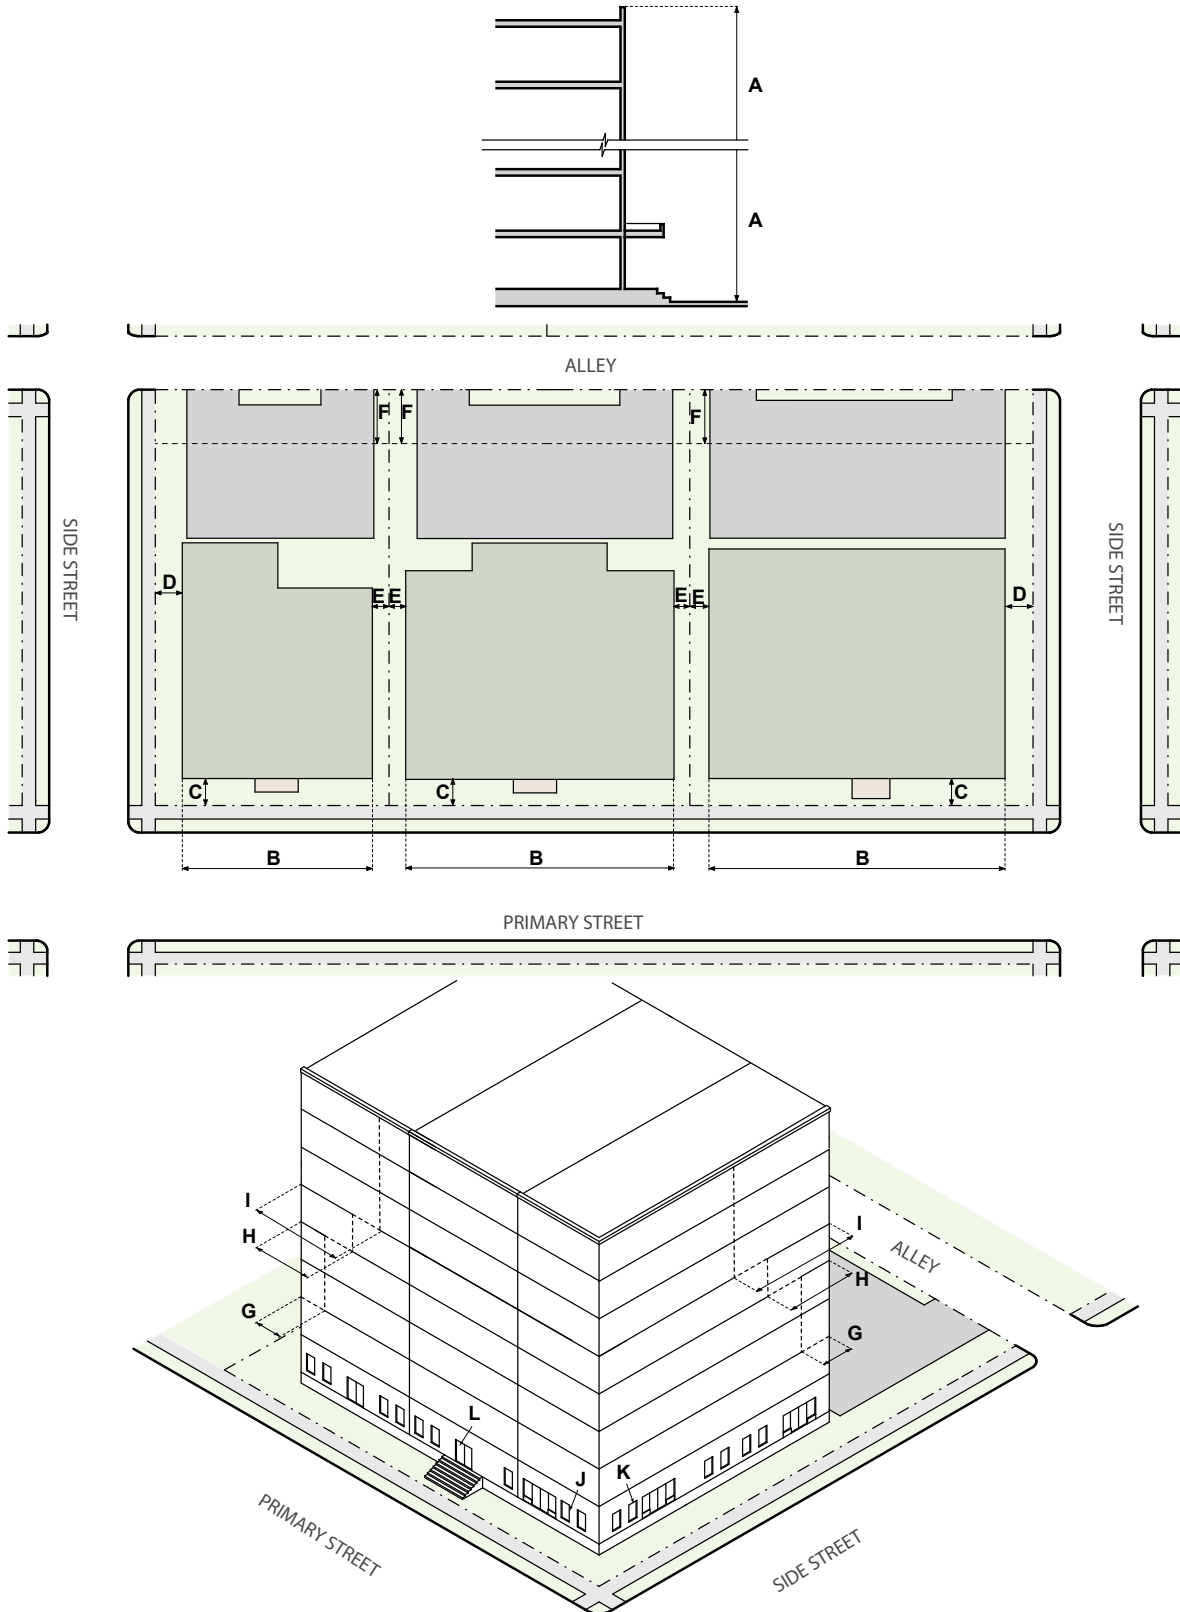 A
A
ALLEY
F F F
SIDE STREET
SIDE STREET
D E E E E D
C C C
B B B
PRIMARY STREET
I
H
G
I
ALLEY
H
G
L
K
J
PRIMARY STREET
SIDE STREET